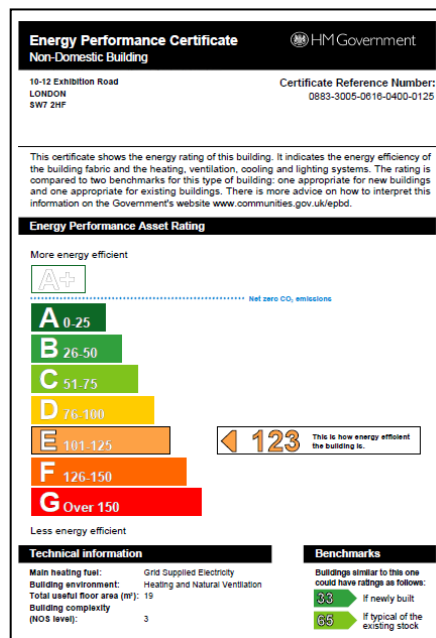 Energy Performance Certificate
Non-Domestic Building
HM Government
10-12 Exhibition Road
LONDON
SW7 2HF
Certificate Reference Number:
0883-3005-0616-0400-0125
This certificate shows the energy rating of this building. It indicates the energy efficiency of
the building fabric and the heating, ventilation, cooling and lighting systems. The rating is
compared to two benchmarks for this type of building: one appropriate for new buildings
and one appropriate for existing buildings. There is more advice on how to interpret this
information on the Government's website www.communities.gov.uk/epbd.
Energy Performance Asset Rating
More energy efficient
A+
Net zero CO₂ emissions
A 0-25
B 26-50
C 51-75
D 76-100
E 101-125
123
This is how energy efficient
the building is.
F 126-150
G Over 150
Less energy efficient
Technical information
Main heating fuel: Grid Supplied Electricity
Building environment: Heating and Natural Ventilation
Total useful floor area (m²): 19
Building complexity
(NOS level): 3
Benchmarks
Buildings similar to this one
could have ratings as follows:
33 If newly built
65 If typical of the
existing stock